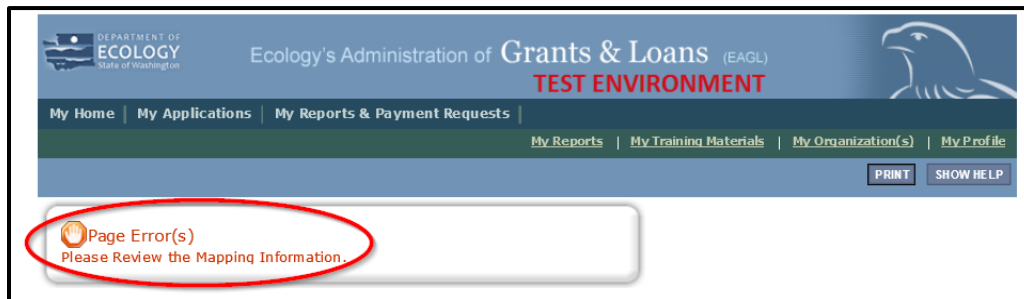 DEPARTMENT OF
ECOLOGY
State of Washington
Ecology's Administration of Grants & Loans (EAGL)
TEST ENVIRONMENT
My Home | My Applications | My Reports & Payment Requests |
My Reports | My Training Materials | My Organization(s) | My Profile
PRINT SHOW HELP
Page Error(s)
Please Review the Mapping Information.